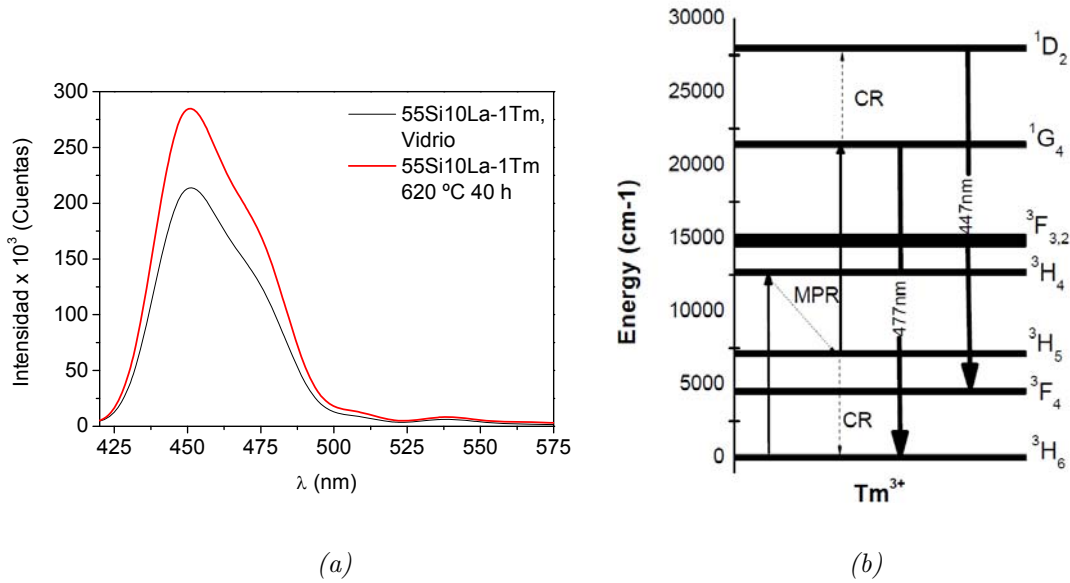 300
250
200
150
100
50
0
Intensidad x 10³ (Cuentas)
425 450 475 500 525 550 575
λ (nm)
55Si10La-1Tm,
Vidrio
55Si10La-1Tm
620 ºC 40 h
(a)
30000
25000
20000
15000
10000
5000
0
Energy (cm-1)
¹D₂
CR
¹G₄
447nm
³F₃,₂
³H₄
MPR
477nm
³H₅
³F₄
CR
³H₆
Tm³⁺
(b)